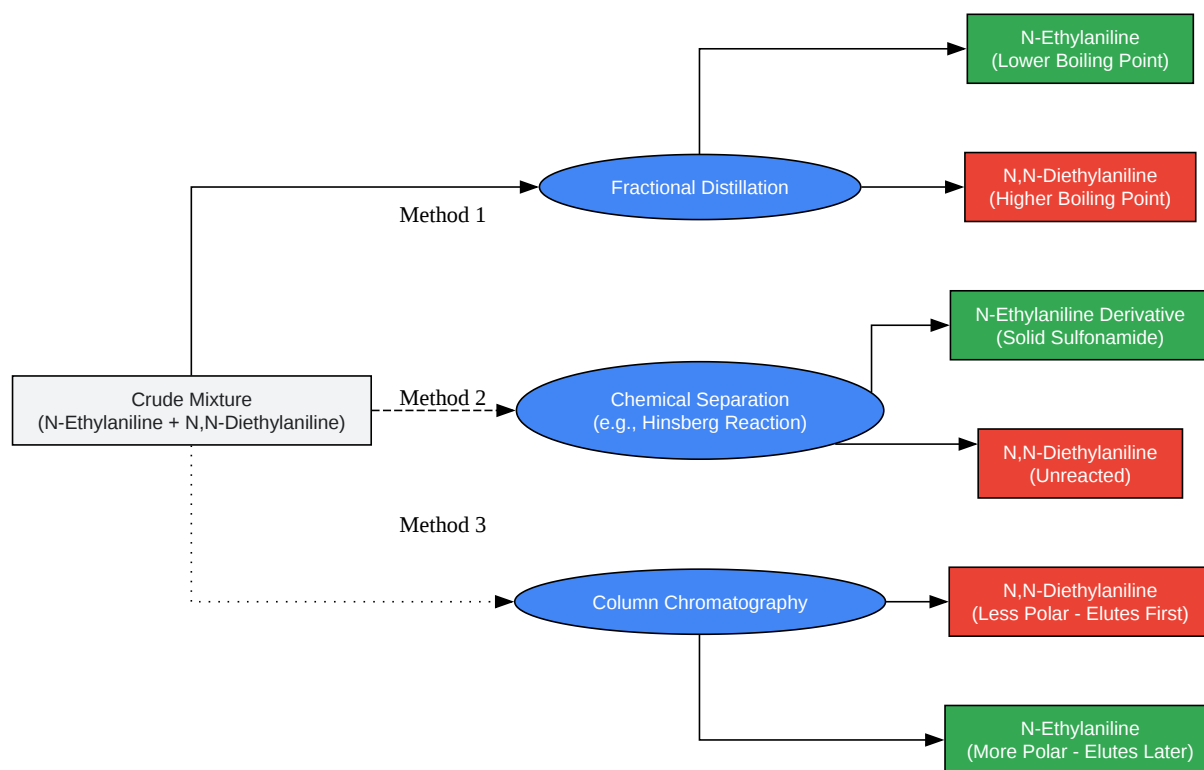 N-Ethylaniline
(Lower Boiling Point)
N,N-Diethylaniline
(Higher Boiling Point)
Fractional Distillation
Method 1
N-Ethylaniline Derivative
(Solid Sulfonamide)
Crude Mixture
(N-Ethylaniline + N,N-Diethylaniline)
Method 2
Chemical Separation
(e.g., Hinsberg Reaction)
N,N-Diethylaniline
(Unreacted)
Method 3
Column Chromatography
N,N-Diethylaniline
(Less Polar - Elutes First)
N-Ethylaniline
(More Polar - Elutes Later)